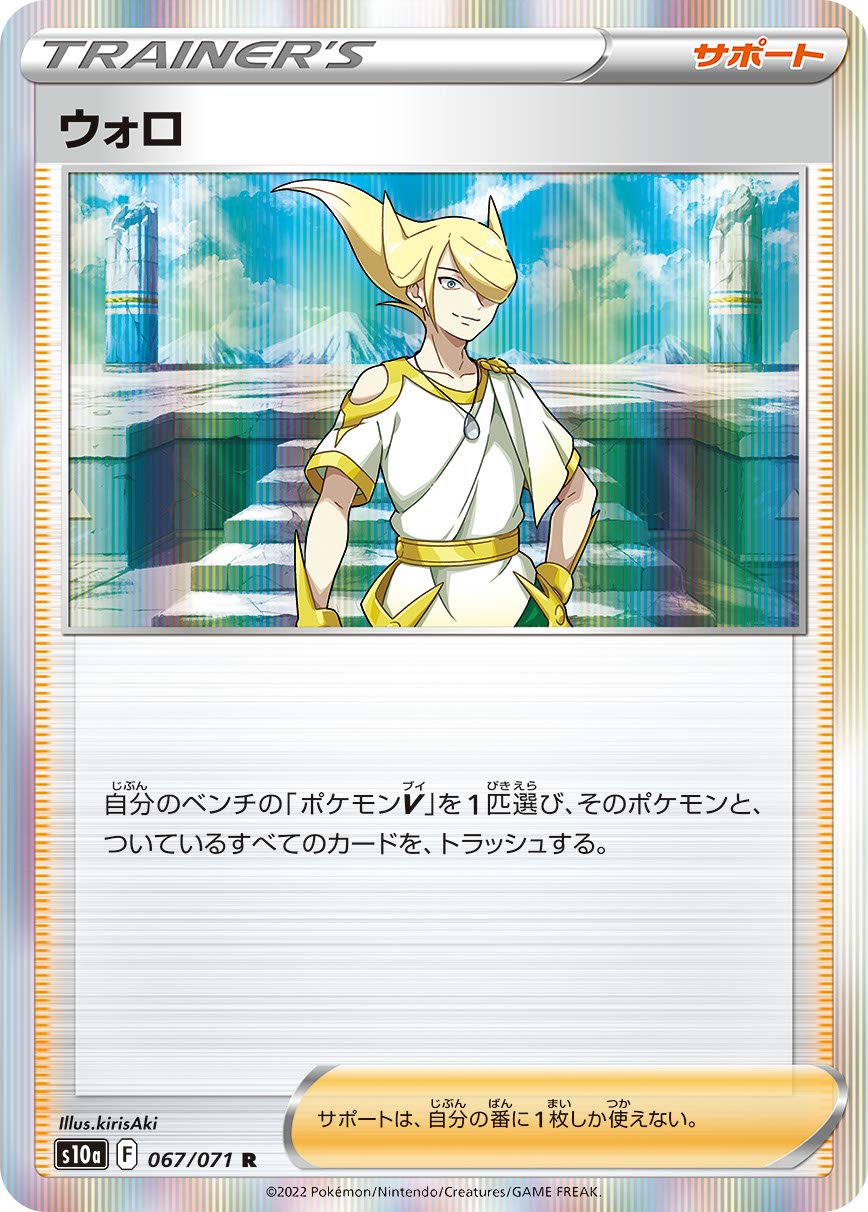 TRAINER'S サポート
ウォロ
じぶん ブイ びきえら
自分のベンチの「ポケモンV」を1匹選び、そのポケモンと、
ついているすべてのカードを、トラッシュする。
じぶん ばん まい つか
サポートは、自分の番に1枚しか使えない。
Illus.kirisAki
s10a F 067/071 R
©2022 Pokémon/Nintendo/Creatures/GAME FREAK.